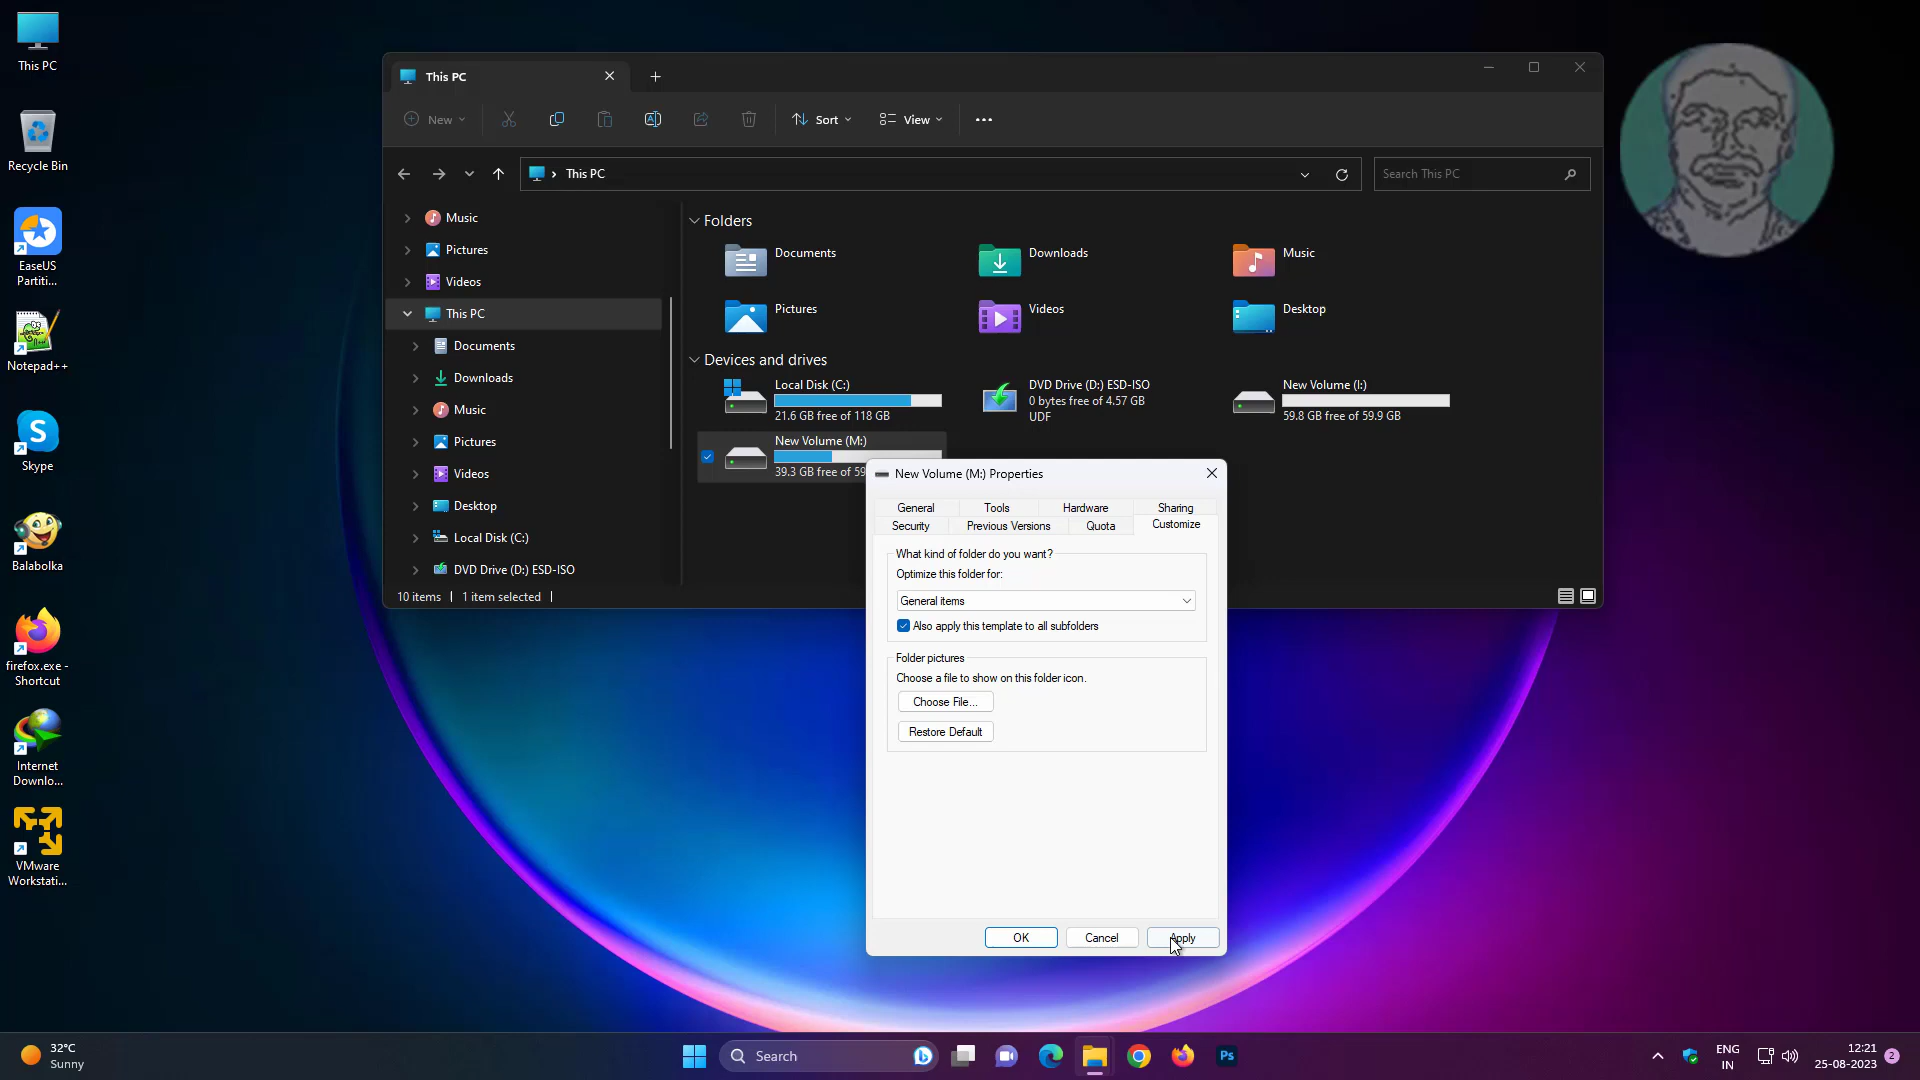 This PC
Recycle Bin
EaseUS
Partiti...
Notepad++
Skype
Balabolka
firefox.exe -
Shortcut
Internet
Downlo...
VMware
Workstati...
This PC
New
Sort
View
This PC
Search This PC
Music
Pictures
Videos
This PC
Documents
Downloads
Music
Pictures
Videos
Desktop
Local Disk (C:)
DVD Drive (D:) ESD-ISO
10 items
1 item selected
Folders
Documents
Downloads
Music
Pictures
Videos
Desktop
Devices and drives
Local Disk (C:)
21.6 GB free of 118 GB
DVD Drive (D:) ESD-ISO
0 bytes free of 4.57 GB
UDF
New Volume (I:)
59.8 GB free of 59.9 GB
New Volume (M:)
39.3 GB free of 59
New Volume (M:) Properties
General
Tools
Hardware
Sharing
Security
Previous Versions
Quota
Customize
What kind of folder do you want?
Optimize this folder for:
General items
Also apply this template to all subfolders
Folder pictures
Choose a file to show on this folder icon.
Choose File...
Restore Default
OK
Cancel
Apply
32°C
Sunny
Search
Ps
ENG
IN
12:21
25-08-2023
2